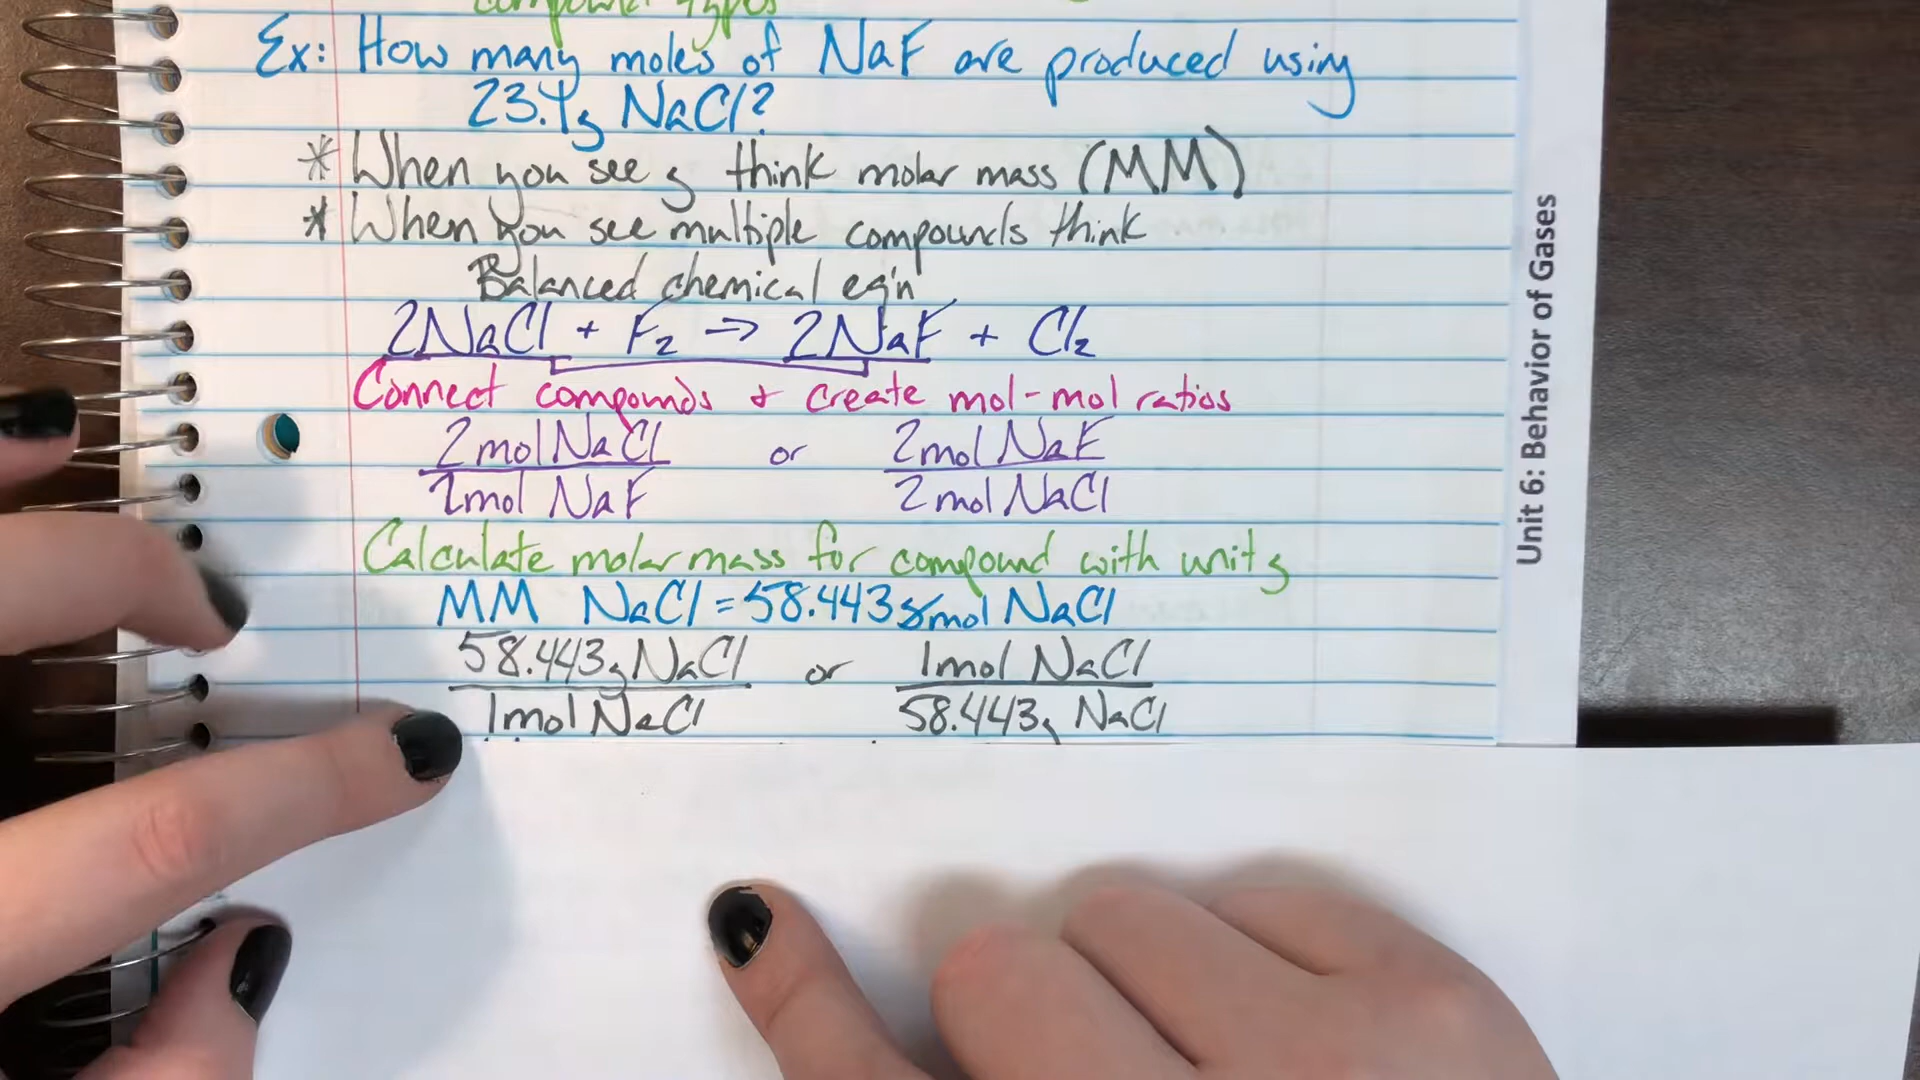 compound types
Ex: How many moles of NaF are produced using
23.4g NaCl?
* When you see g think molar mass (MM)
* When you see multiple compounds think
Balanced chemical eq'n
2NaCl + F₂ → 2NaF + Cl₂
Connect compounds & create mol-mol ratios
2mol NaCl or 2mol NaF
2mol NaF 2mol NaCl
Calculate molar mass for compound with unit g
MM NaCl = 58.443g/mol NaCl
58.443g NaCl or 1mol NaCl
1mol NaCl 58.443g NaCl
Unit 6: Behavior of Gases